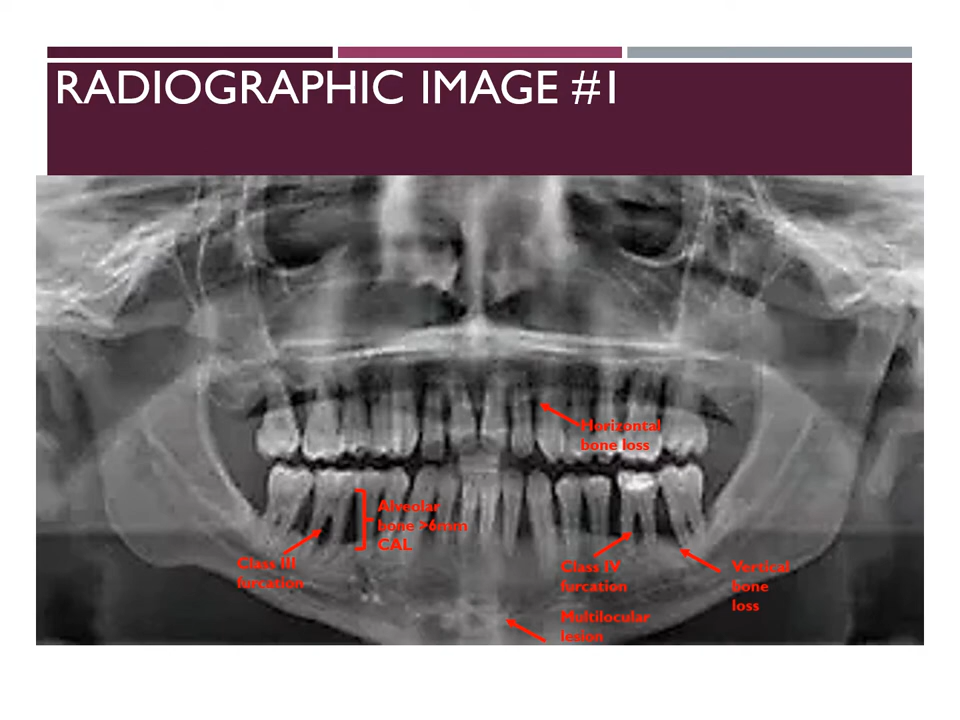 RADIOGRAPHIC IMAGE #1
Horizontal
bone loss
Alveolar
bone >6mm
CAL
Class III
furcation
Class IV
furcation
Vertical
bone
loss
Multilocular
lesion